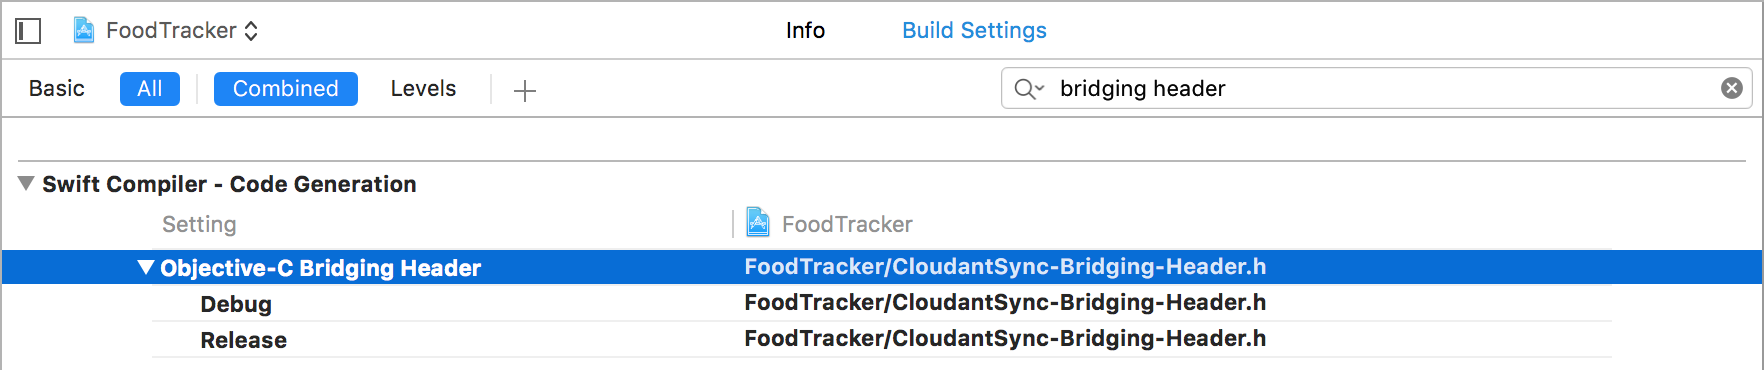 FoodTracker Info Build Settings
Basic All Combined Levels + bridging header
Swift Compiler - Code Generation
Setting FoodTracker
Objective-C Bridging Header FoodTracker/CloudantSync-Bridging-Header.h
Debug FoodTracker/CloudantSync-Bridging-Header.h
Release FoodTracker/CloudantSync-Bridging-Header.h